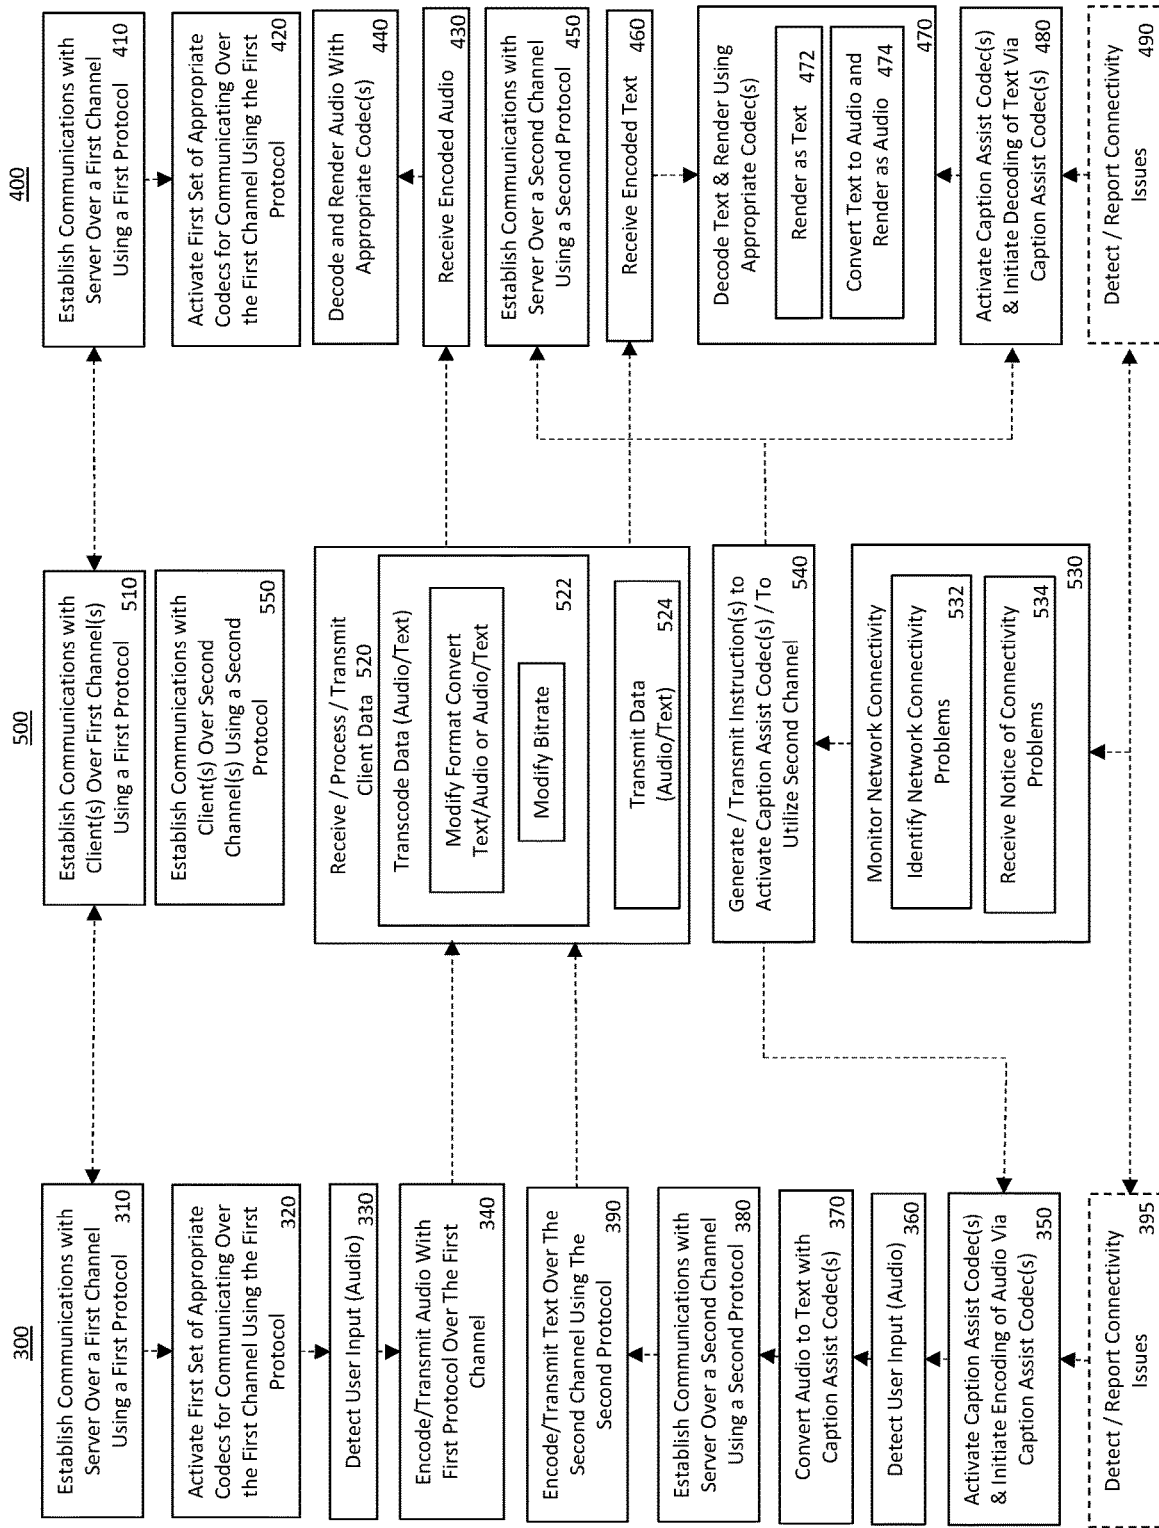 300
Establish Communications with
Server Over a First Channel
Using a First Protocol 310
Activate First Set of Appropriate
Codecs for Communicating Over
the First Channel Using the First
Protocol 320
Detect User Input (Audio) 330
Encode/Transmit Audio With
First Protocol Over The First
Channel 340
Encode/Transmit Text Over The
Second Channel Using The
Second Protocol 390
Establish Communications with
Server Over a Second Channel
Using a Second Protocol 380
Convert Audio to Text with
Caption Assist Codec(s) 370
Detect User Input (Audio) 360
Activate Caption Assist Codec(s)
& Initiate Encoding of Audio Via
Caption Assist Codec(s) 350
Detect / Report Connectivity
Issues 395
500
Establish Communications with
Client(s) Over First Channel(s)
Using a First Protocol 510
Establish Communications with
Client(s) Over Second
Channel(s) Using a Second
Protocol 550
Receive / Process / Transmit
Client Data 520
Transcode Data (Audio/Text)
Modify Format Convert
Text/Audio or Audio/Text
Modify Bitrate 522
Transmit Data
(Audio/Text) 524
Generate / Transmit Instruction(s) to
Activate Caption Assist Codec(s) / To
Utilize Second Channel 540
Monitor Network Connectivity
Identify Network Connectivity
Problems 532
Receive Notice of Connectivity
Problems 534
530
400
Establish Communications with
Server Over a First Channel
Using a First Protocol 410
Activate First Set of Appropriate
Codecs for Communicating Over
the First Channel Using the First
Protocol 420
Decode and Render Audio With
Appropriate Codec(s) 440
Receive Encoded Audio 430
Establish Communications with
Server Over a Second Channel
Using a Second Protocol 450
Receive Encoded Text 460
Decode Text & Render Using
Appropriate Codec(s)
Render as Text 472
Convert Text to Audio and
Render as Audio 474
470
Activate Caption Assist Codec(s)
& Initiate Decoding of Text Via
Caption Assist Codec(s) 480
Detect / Report Connectivity
Issues 490